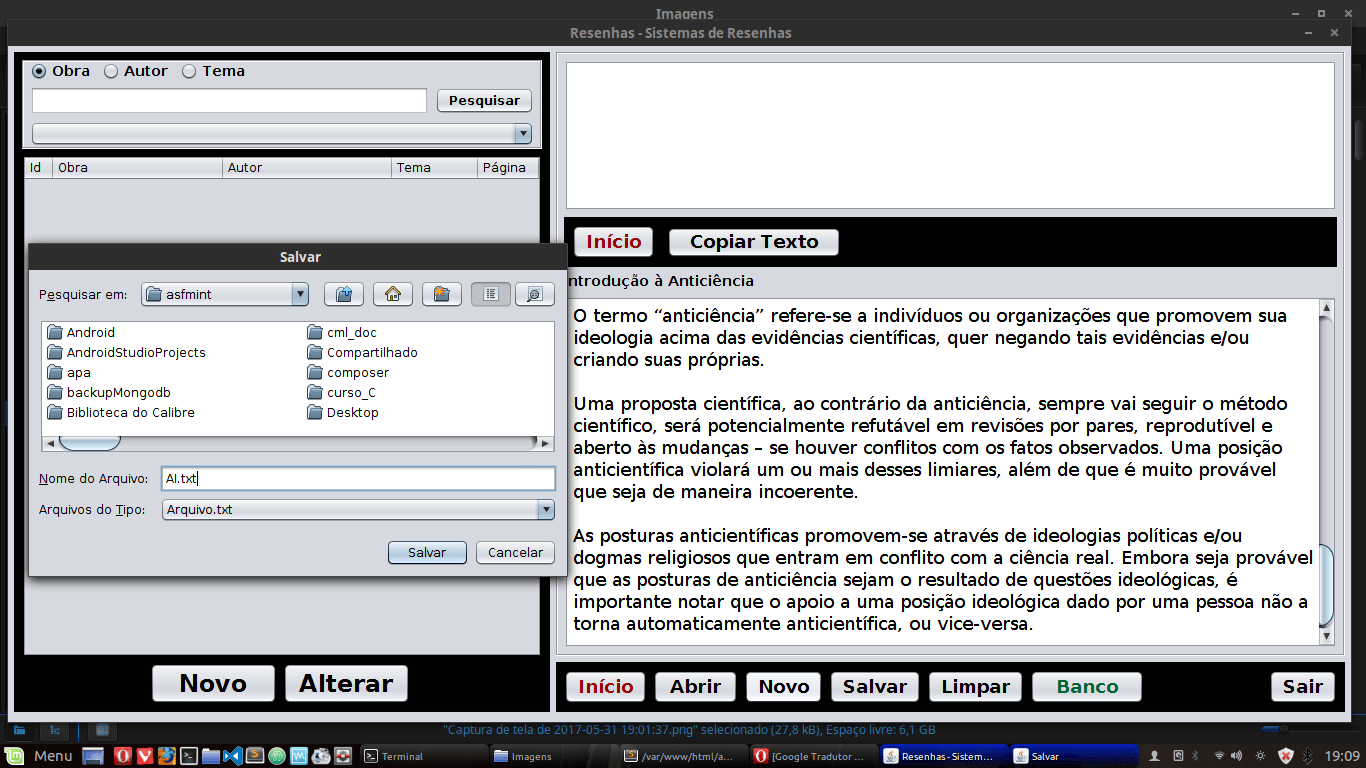 Imagens
Resenhas - Sistemas de Resenhas
Obra Autor Tema
Pesquisar
Id Obra Autor Tema Página
Início Copiar Texto
Salvar
Pesquisar em: asfmint
Android cml_doc
AndroidStudioProjects Compartilhado
apa composer
backupMongodb curso_C
Biblioteca do Calibre Desktop
Nome do Arquivo: AI.txt
Arquivos do Tipo: Arquivo.txt
Salvar Cancelar
ntrodução à Anticiência
O termo “anticiência” refere-se a indivíduos ou organizações que promovem sua
ideologia acima das evidências científicas, quer negando tais evidências e/ou
criando suas próprias.
Uma proposta científica, ao contrário da anticiência, sempre vai seguir o método
científico, será potencialmente refutável em revisões por pares, reprodutível e
aberto às mudanças – se houver conflitos com os fatos observados. Uma posição
anticientífica violará um ou mais desses limiares, além de que é muito provável
que seja de maneira incoerente.
As posturas anticientíficas promovem-se através de ideologias políticas e/ou
dogmas religiosos que entram em conflito com a ciência real. Embora seja provável
que as posturas de anticiência sejam o resultado de questões ideológicas, é
importante notar que o apoio a uma posição ideológica dado por uma pessoa não a
torna automaticamente anticientífica, ou vice-versa.
Novo Alterar
Início Abrir Novo Salvar Limpar Banco Sair
"Captura de tela de 2017-05-31 19:01:37.png" selecionado (27,8 kB), Espaço livre: 6,1 GB
Menu Terminal Imagens /var/www/html/a... [Google Tradutor ... Resenhas - Sistem... Salvar 19:09